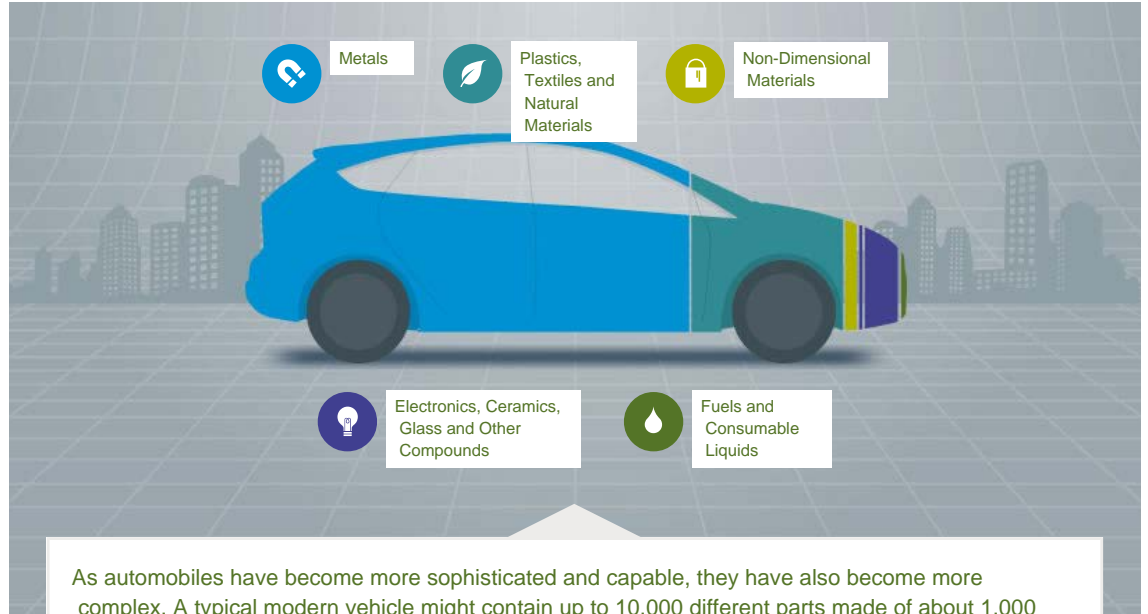 Metals
Plastics,
Textiles and
Natural
Materials
Non-Dimensional
Materials
Electronics, Ceramics,
Glass and Other
Compounds
Fuels and
Consumable
Liquids
As automobiles have become more sophisticated and capable, they have also become more
complex. A typical modern vehicle might contain up to 10,000 different parts made of about 1,000